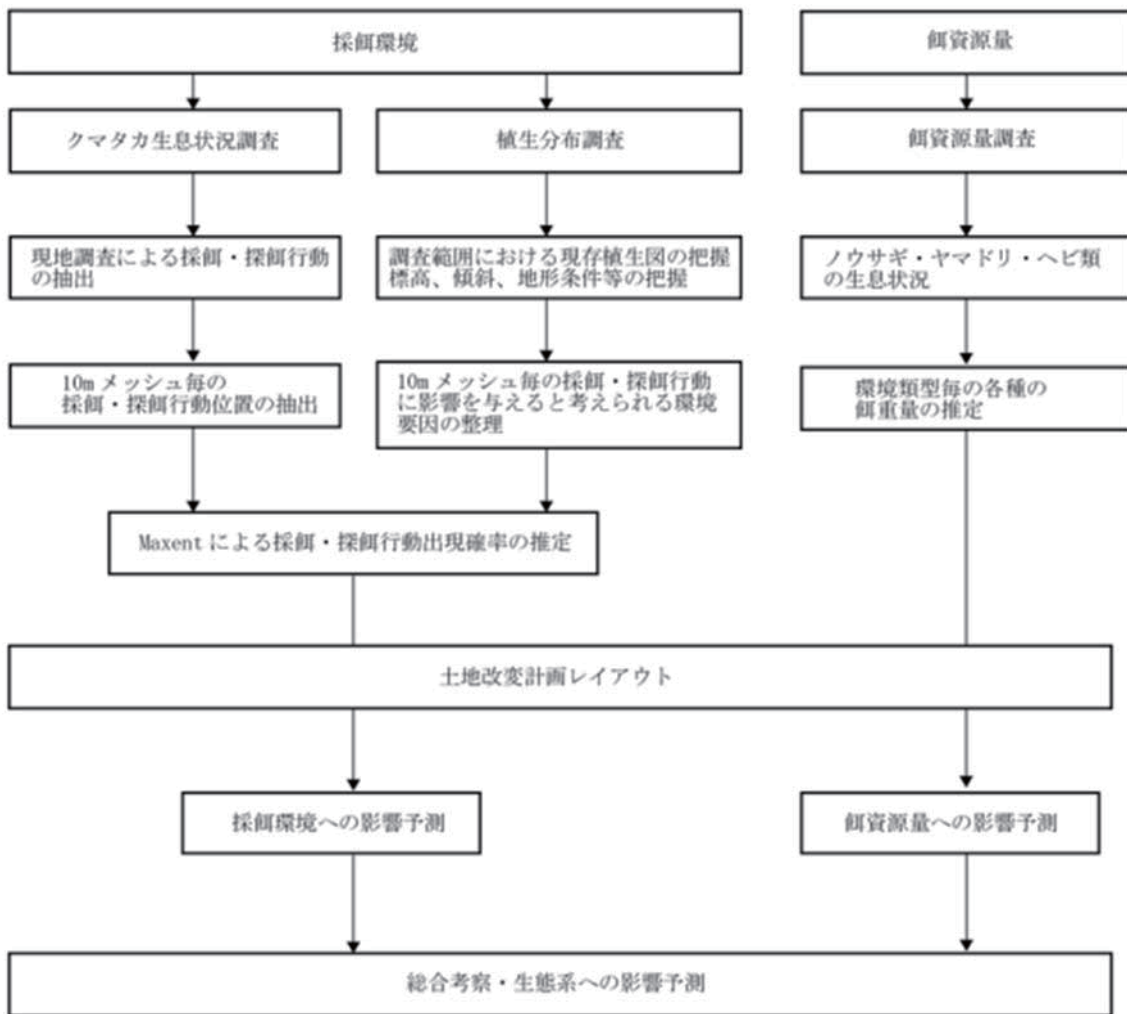 採餌環境
餌資源量
クマタカ生息状況調査
植生分布調査
餌資源量調査
現地調査による採餌・探餌行動
の抽出
調査範囲における現存植生図の把握
標高、傾斜、地形条件等の把握
ノウサギ・ヤマドリ・ヘビ類
の生息状況
10m メッシュ毎の
採餌・探餌行動位置の抽出
10m メッシュ毎の採餌・探餌行動
に影響を与えると考えられる環境
要因の整理
環境類型毎の各種の
餌重量の推定
Maxent による採餌・探餌行動出現確率の推定
土地改変計画レイアウト
採餌環境への影響予測
餌資源量への影響予測
総合考察・生態系への影響予測